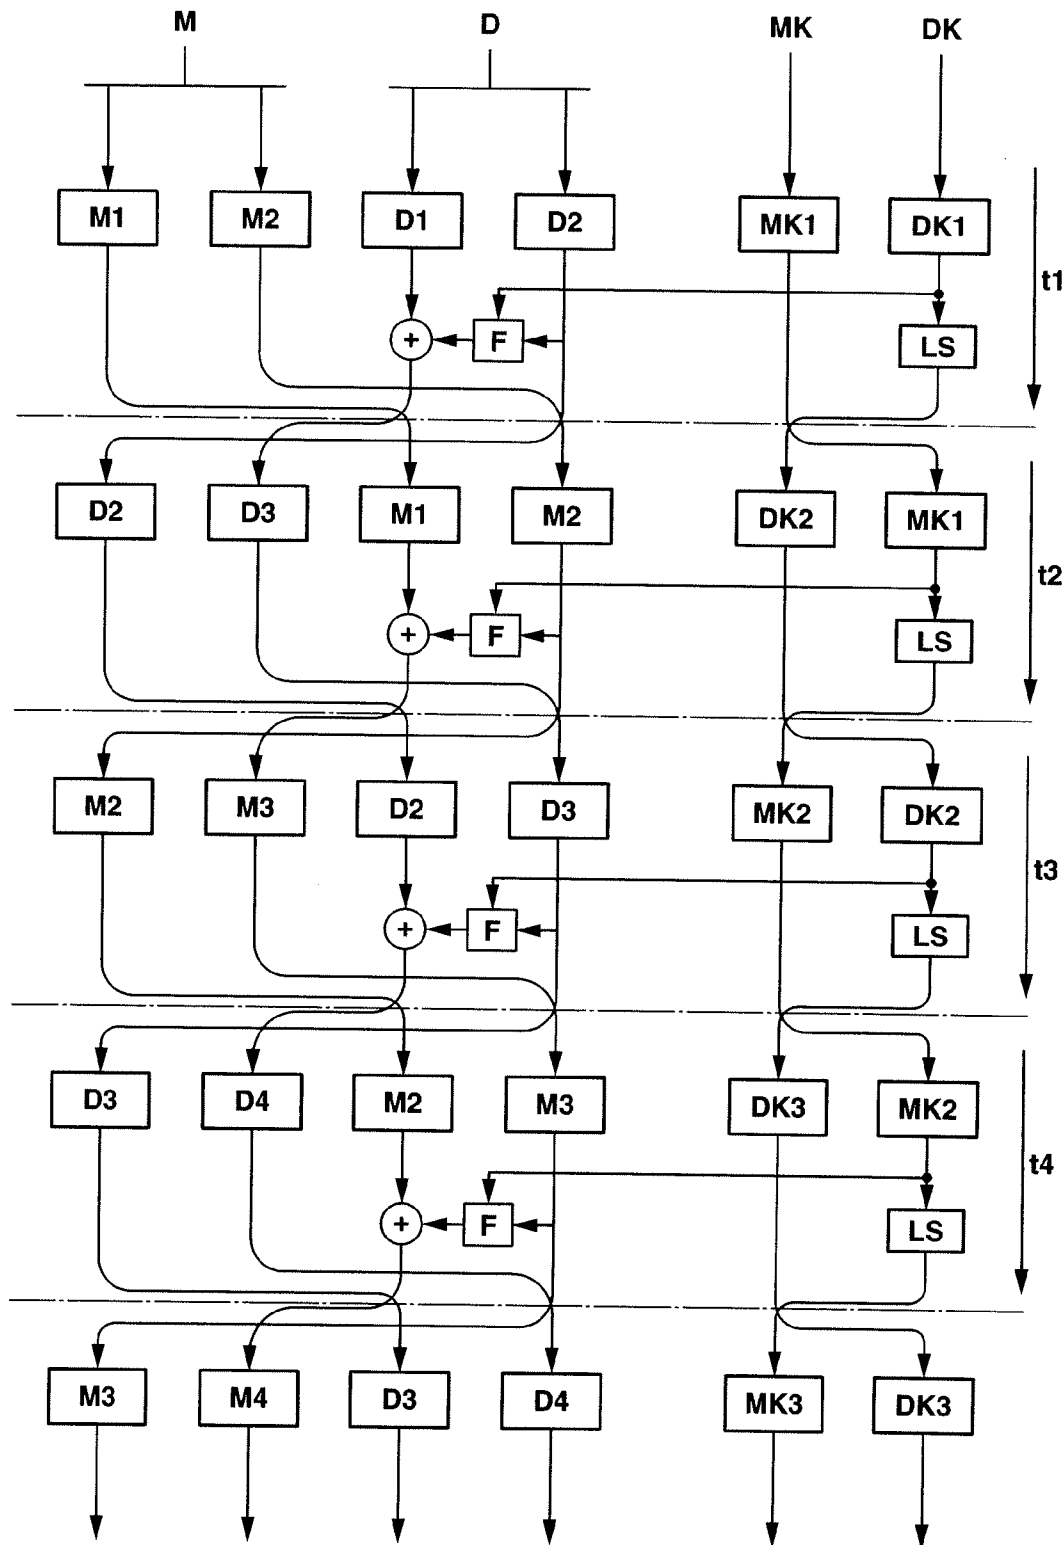 M D MK DK
M1 M2 D1 D2 MK1 DK1
t1
+ F LS
D2 D3 M1 M2 DK2 MK1
t2
+ F LS
M2 M3 D2 D3 MK2 DK2
t3
+ F LS
D3 D4 M2 M3 DK3 MK2
t4
+ F LS
M3 M4 D3 D4 MK3 DK3